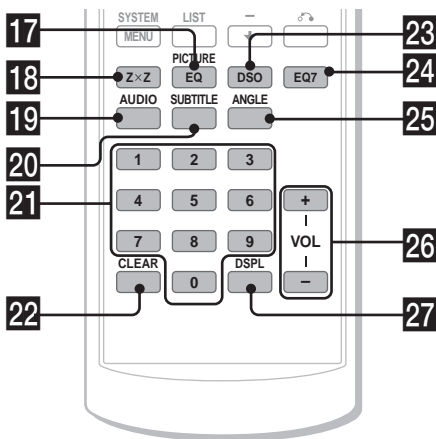 SYSTEM LIST –
MENU
17 PICTURE 23
18 Z×Z EQ DSO EQ7 24
19 AUDIO SUBTITLE ANGLE 25
20
21 1 2 3
4 5 6 +
VOL 26
7 8 9 –
CLEAR DSPL
22 0 27